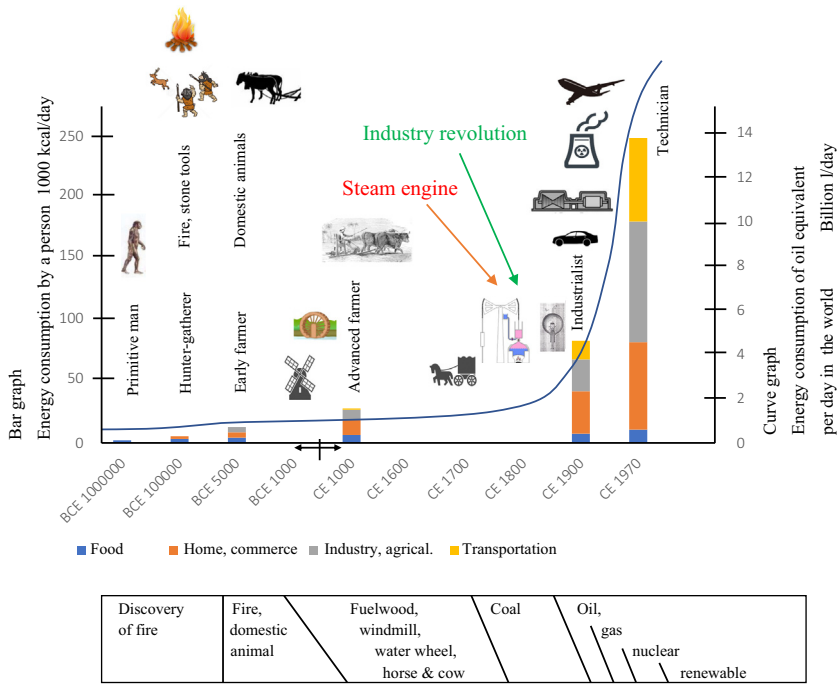 Industry revolution
Steam engine
Technician
Fire, stone tools
Domestic animals
Primitive man
Hunter-gatherer
Early farmer
Advanced farmer
Industrialist
Bar graph
Energy consumption by a person 1000 kcal/day
250
200
150
100
50
0
14
12
10
8
6
4
2
0
Curve graph
Energy consumption of oil equivalent
per day in the world Billion l/day
BCE 1000000
BCE 100000
BCE 5000
BCE 1000
CE 1000
CE 1600
CE 1700
CE 1800
CE 1900
CE 1970
Food
Home, commerce
Industry, agrical.
Transportation
Discovery
of fire
Fire,
domestic
animal
Fuelwood,
windmill,
water wheel,
horse & cow
Coal
Oil,
gas
nuclear
renewable